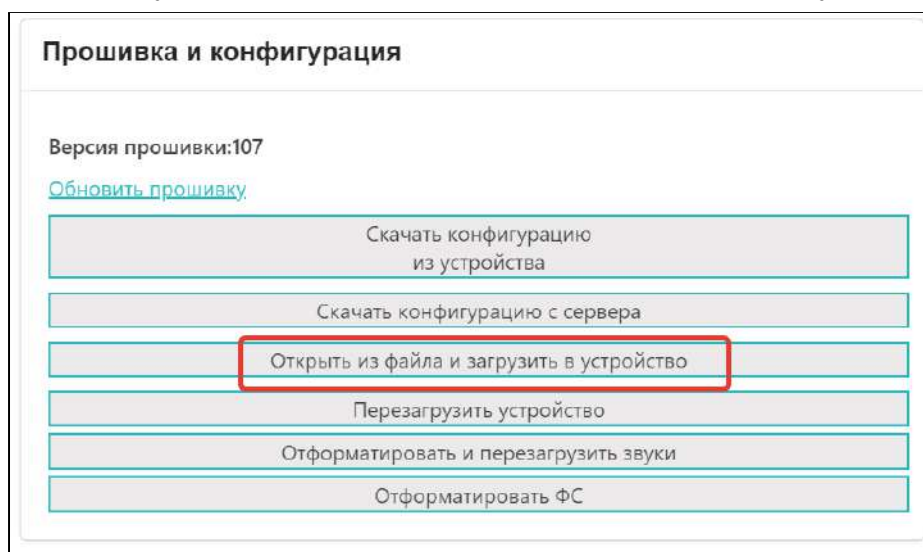 Прошивка и конфигурация
Версия прошивки:107
Обновить прошивку
Скачать конфигурацию
из устройства
Скачать конфигурацию с сервера
Открыть из файла и загрузить в устройство
Перезагрузить устройство
Отформатировать и перезагрузить звуки
Отформатировать ФС